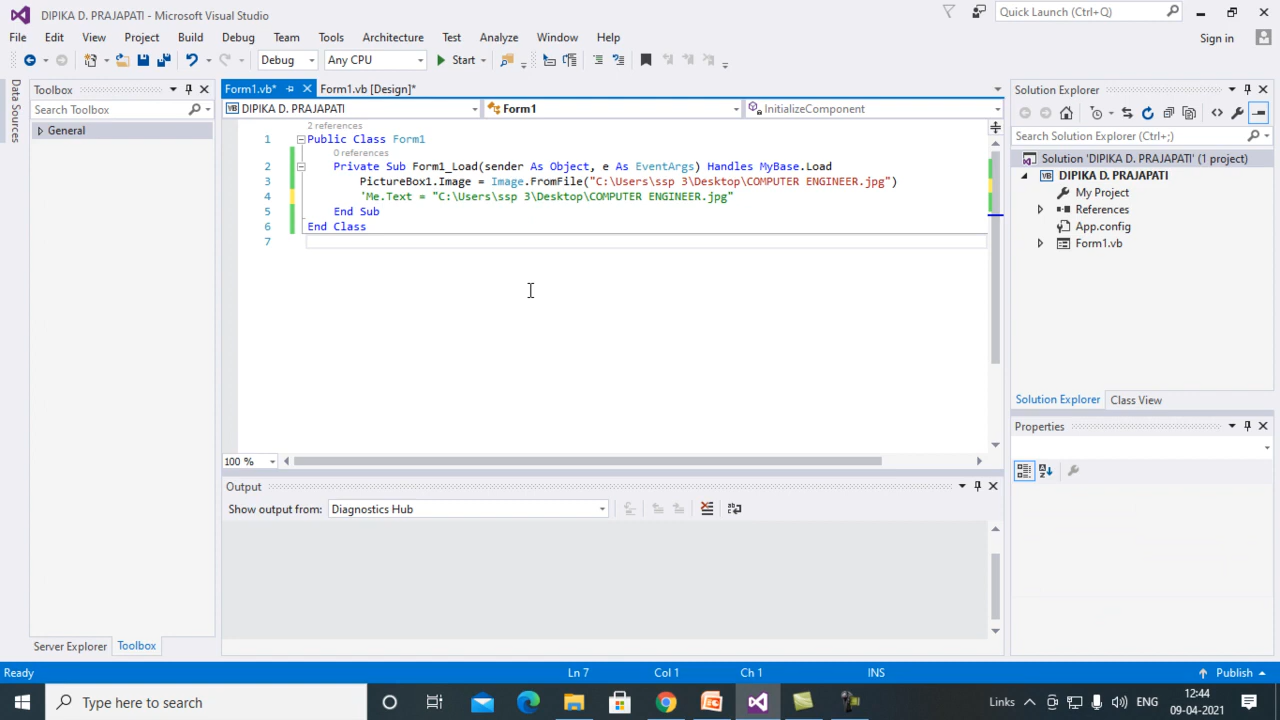 DIPIKA D. PRAJAPATI - Microsoft Visual Studio
Quick Launch (Ctrl+Q)
File Edit View Project Build Debug Team Tools Architecture Test Analyze Window Help
Sign in
Debug Any CPU Start
Data Sources
Toolbox
Search Toolbox
General
Form1.vb* Form1.vb [Design]*
DIPIKA D. PRAJAPATI Form1 InitializeComponent
2 references
1 Public Class Form1
0 references
2 Private Sub Form1_Load(sender As Object, e As EventArgs) Handles MyBase.Load
3 PictureBox1.Image = Image.FromFile("C:\Users\ssp 3\Desktop\COMPUTER ENGINEER.jpg")
4 'Me.Text = "C:\Users\ssp 3\Desktop\COMPUTER ENGINEER.jpg"
5 End Sub
6 End Class
7
100 %
Output
Show output from: Diagnostics Hub
Server Explorer Toolbox
Solution Explorer
Search Solution Explorer (Ctrl+;)
Solution 'DIPIKA D. PRAJAPATI' (1 project)
DIPIKA D. PRAJAPATI
My Project
References
App.config
Form1.vb
Solution Explorer Class View
Properties
Ready Ln 7 Col 1 Ch 1 INS Publish
Type here to search
Links ENG 12:44
09-04-2021